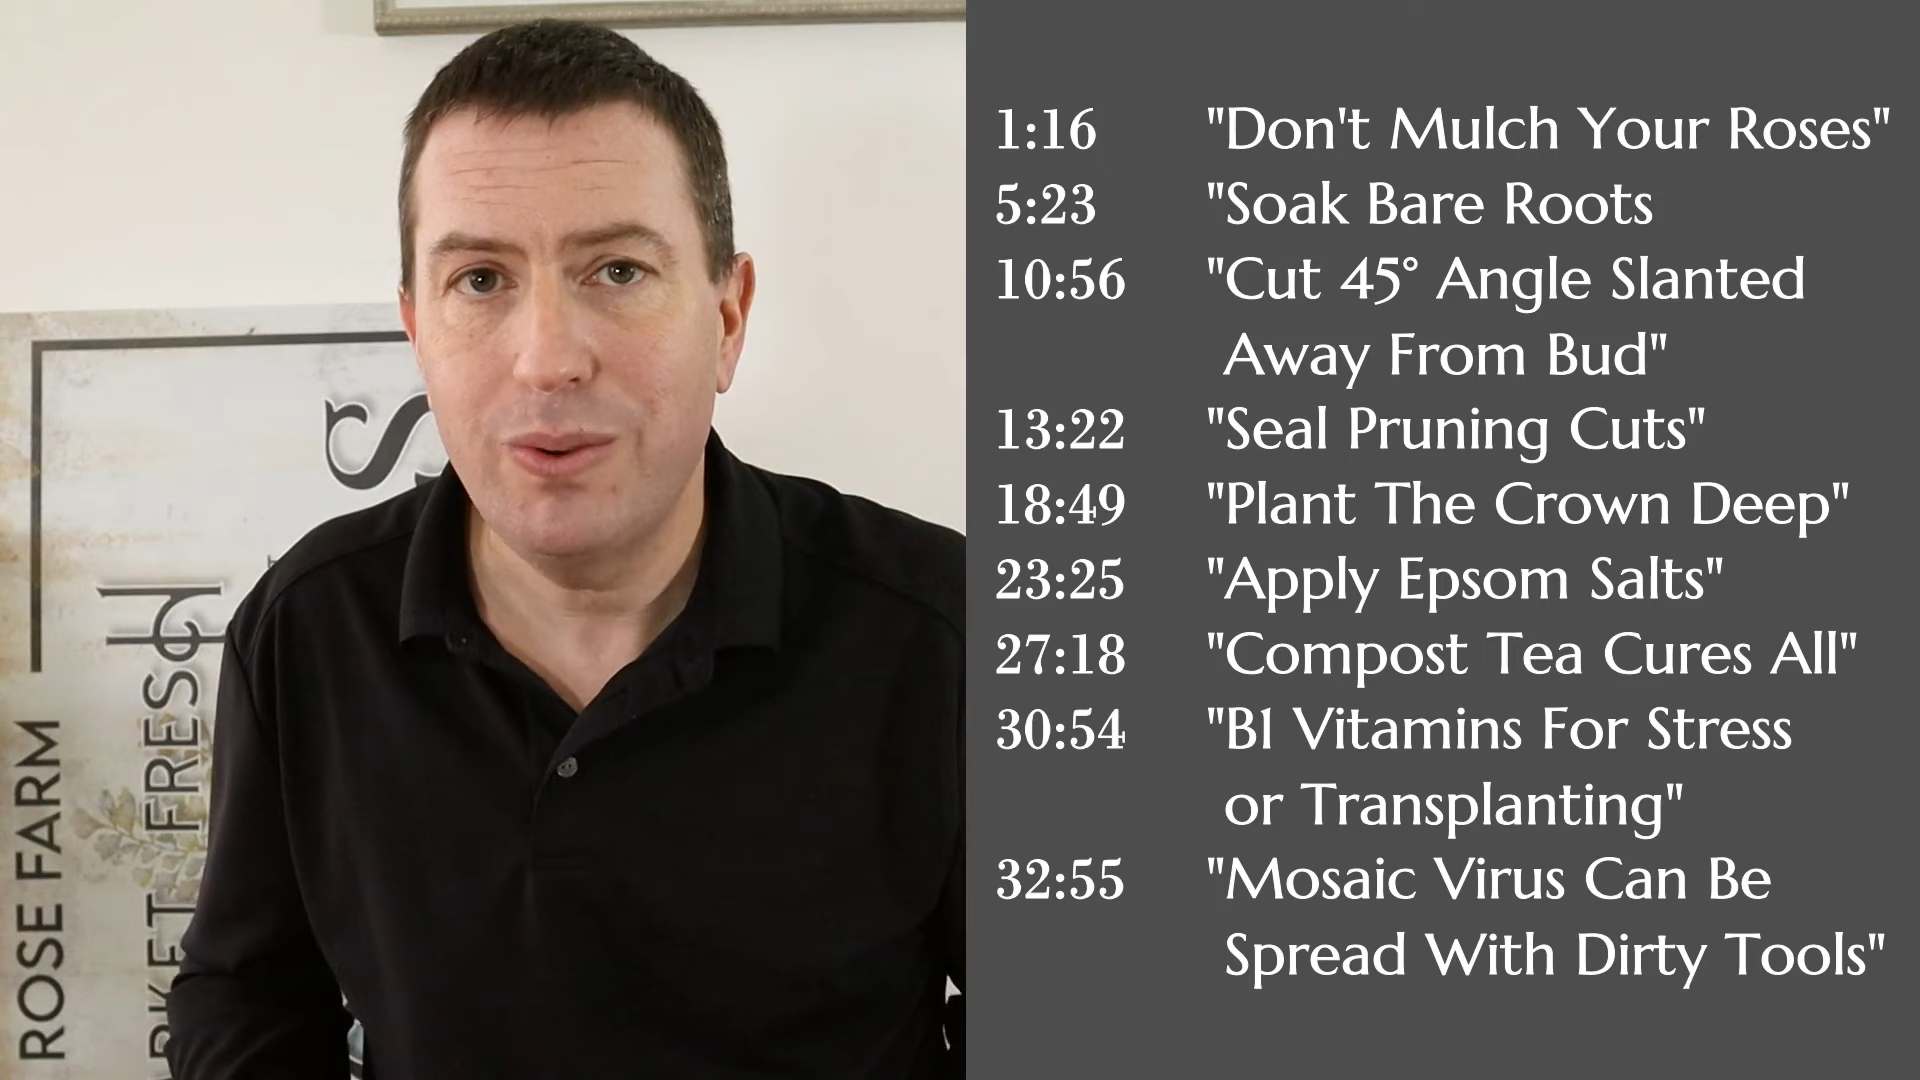 1:16 "Don't Mulch Your Roses"
5:23 "Soak Bare Roots
10:56 "Cut 45° Angle Slanted
Away From Bud"
13:22 "Seal Pruning Cuts"
18:49 "Plant The Crown Deep"
23:25 "Apply Epsom Salts"
27:18 "Compost Tea Cures All"
30:54 "B1 Vitamins For Stress
or Transplanting"
32:55 "Mosaic Virus Can Be
Spread With Dirty Tools"
ROSE FARM
FRESH